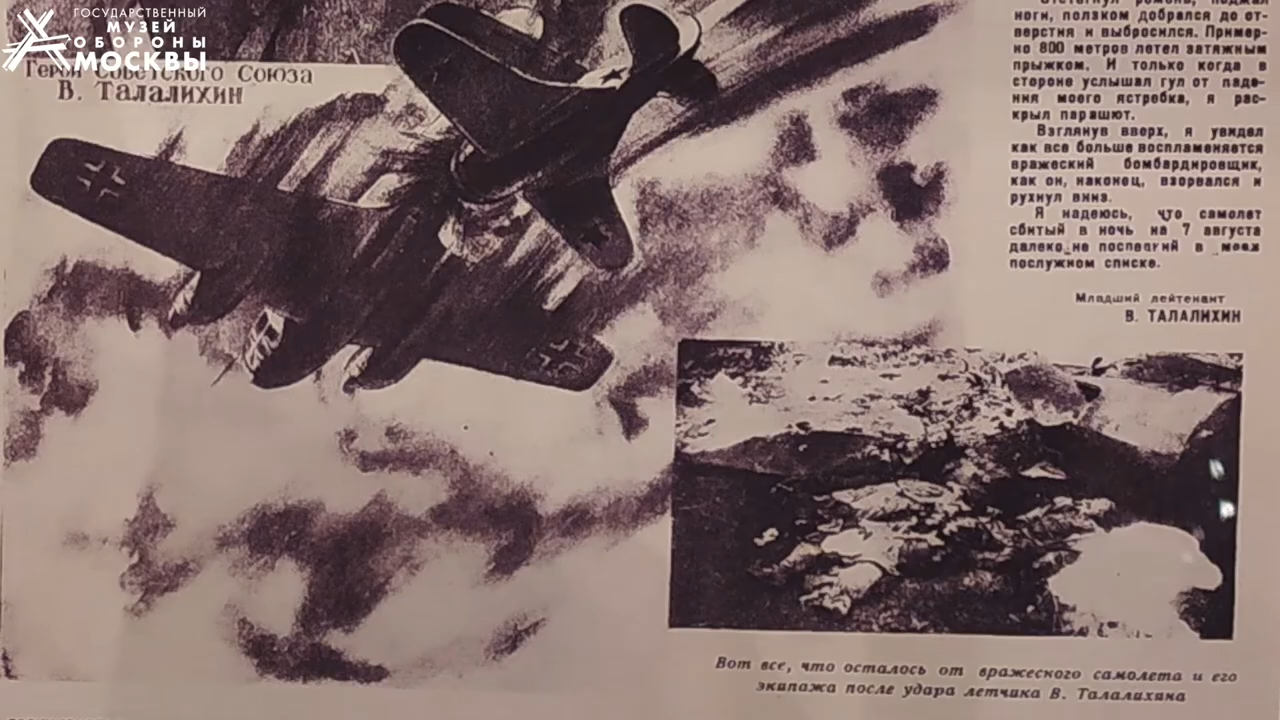 ГОСУДАРСТВЕННЫЙ
МУЗЕЙ
ОБОРОНЫ
МОСКВЫ
Герой Советского Союза
В. ТАЛАЛИХИН
ноги, ползком добрался до от-
верстия и выбросился. Пример-
но 800 метров летел затяжным
прыжком. И только когда в
стороне услышал гул от паде-
ния моего ястребка, я рас-
крыл парашют.
Взглянув вверх, я увидел
как все больше воспламеняется
вражеский бомбардировщик,
как он, наконец, взорвался и
рухнул вниз.
Я надеюсь, что самолет
сбитый в ночь на 7 августа
далеко не последний в моем
послужном списке.
Младший лейтенант
В. ТАЛАЛИХИН
Вот все, что осталось от вражеского самолета и его
экипажа после удара летчика В. Талалихина